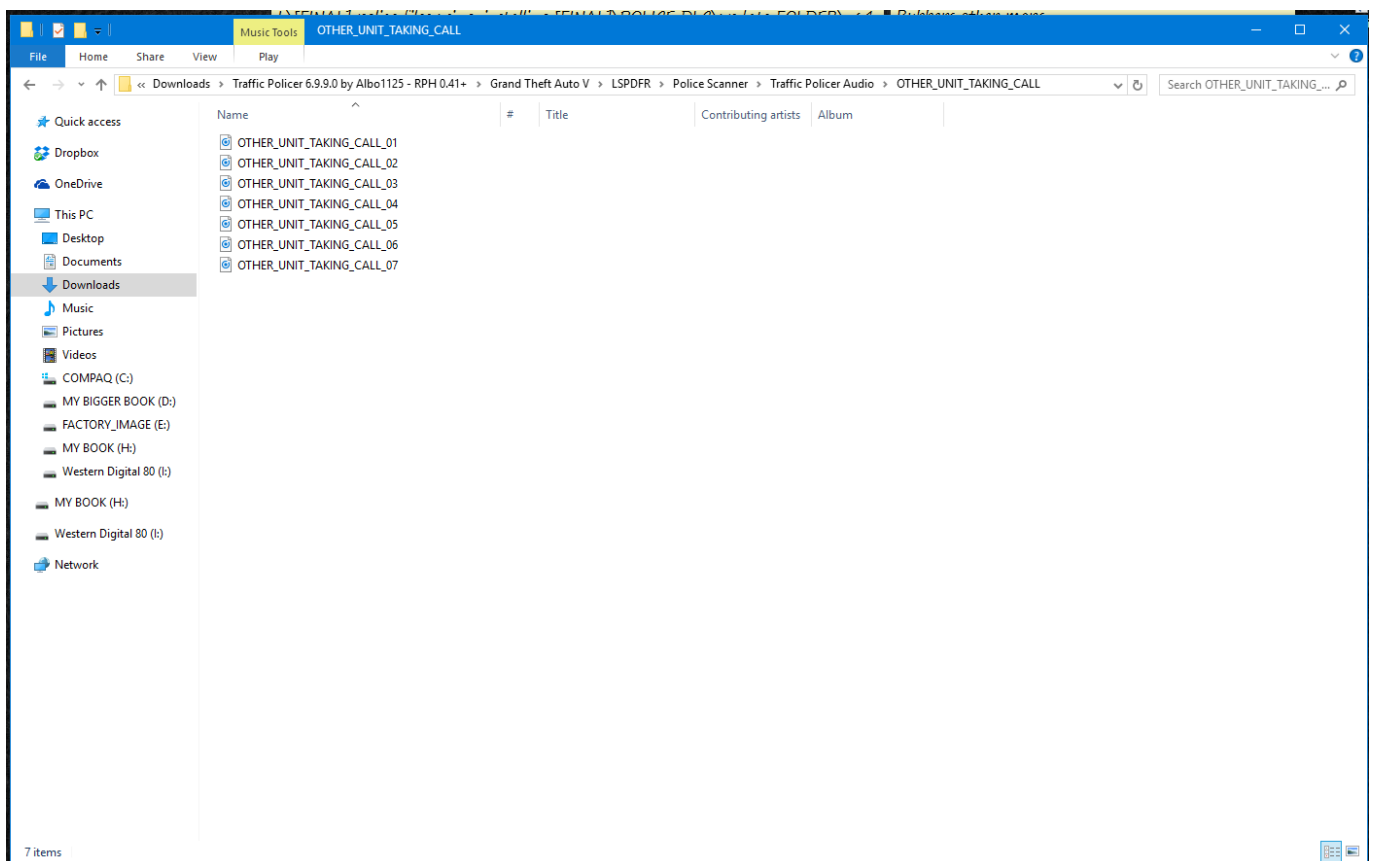 Music Tools OTHER_UNIT_TAKING_CALL
File Home Share View Play
« Downloads › Traffic Policer 6.9.9.0 by Albo1125 - RPH 0.41+ › Grand Theft Auto V › LSPDFR › Police Scanner › Traffic Policer Audio › OTHER_UNIT_TAKING_CALL Search OTHER_UNIT_TAKING_...
Name # Title Contributing artists Album
Quick access
Dropbox
OneDrive
This PC
Desktop
Documents
Downloads
Music
Pictures
Videos
COMPAQ (C:)
MY BIGGER BOOK (D:)
FACTORY_IMAGE (E:)
MY BOOK (H:)
Western Digital 80 (I:)
MY BOOK (H:)
Western Digital 80 (I:)
Network
OTHER_UNIT_TAKING_CALL_01
OTHER_UNIT_TAKING_CALL_02
OTHER_UNIT_TAKING_CALL_03
OTHER_UNIT_TAKING_CALL_04
OTHER_UNIT_TAKING_CALL_05
OTHER_UNIT_TAKING_CALL_06
OTHER_UNIT_TAKING_CALL_07
7 items